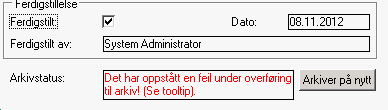 Ferdigstillelse
Ferdigstilt: Dato: 08.11.2012
Ferdigstilt av: System Administrator
Arkivstatus: Det har oppstått en feil under overføring
til arkiv! (Se tooltip).
Arkiver på nytt